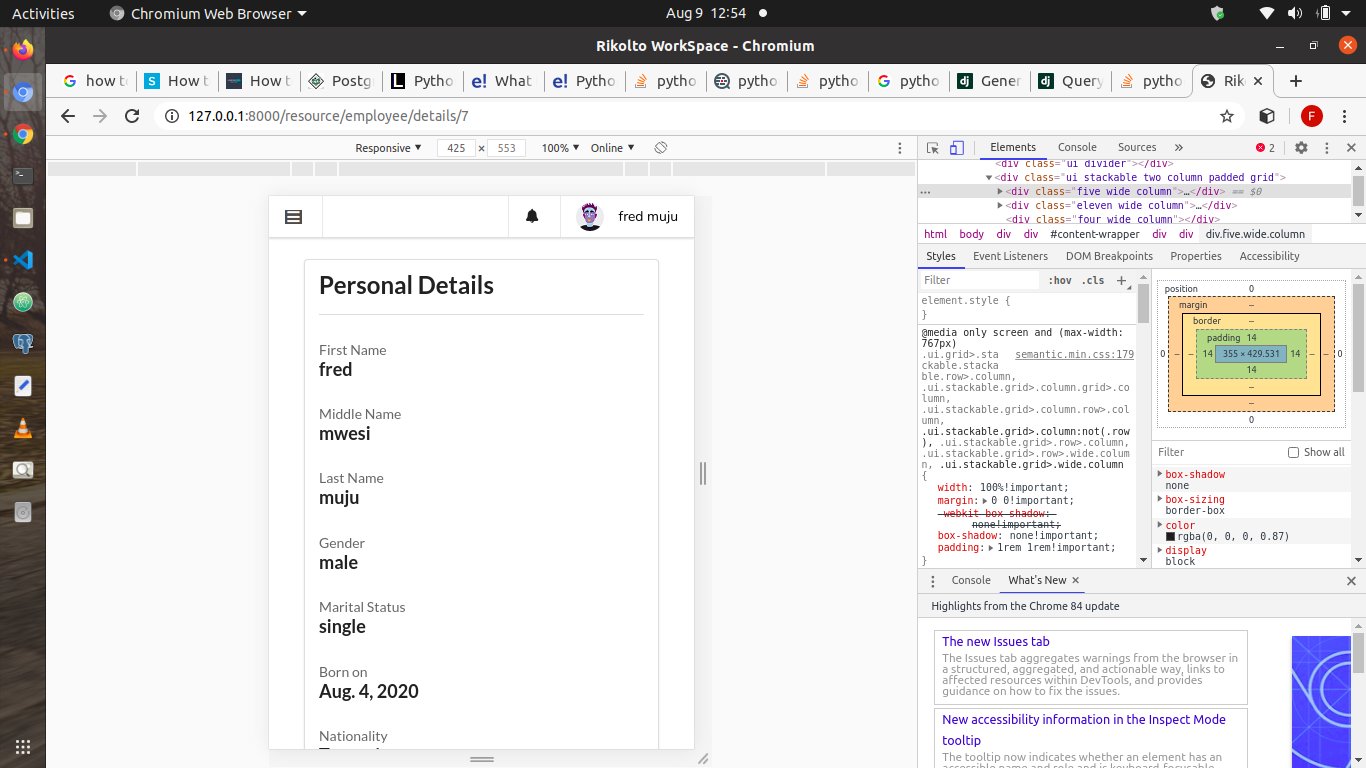 Activities
Chromium Web Browser
Aug 9 12:54
Rikolto WorkSpace - Chromium
how to
How t
How t
Postg
Pytho
What
Pytho
pytho
pytho
pytho
pytho
Gener
Query
pytho
Rik
127.0.0.1:8000/resource/employee/details/7
F
Responsive
425 × 553
100%
Online
fred muju
Personal Details
First Name
fred
Middle Name
mwesi
Last Name
muju
Gender
male
Marital Status
single
Born on
Aug. 4, 2020
Nationality
Elements
Console
Sources
»
2
<div class="ui divider"></div>
<div class="ui stackable two column padded grid">
<div class="five wide column">…</div> == $0
<div class="eleven wide column">…</div>
<div class="four wide column"></div>
html body div div #content-wrapper div div div.five.wide.column
Styles
Event Listeners
DOM Breakpoints
Properties
Accessibility
Filter
:hov .cls +
element.style {
}
@media only screen and (max-width:
767px)
.ui.grid>.sta semantic.min.css:179
ckable.stacka
ble.row>.column,
.ui.stackable.grid>.column.grid>.co
lumn,
.ui.stackable.grid>.column.row>.col
umn,
.ui.stackable.grid>.column:not(.row
), .ui.stackable.grid>.row>.column,
.ui.stackable.grid>.row>.wide.colum
n, .ui.stackable.grid>.wide.column
{
width: 100%!important;
margin: 0 0!important;
-webkit-box-shadow:
none!important;
box-shadow: none!important;
padding: 1rem 1rem!important;
}
position 0
margin –
border –
padding 14
0 – – 14 355 × 429.531 14 – – 0
14
–
–
0
Filter
Show all
box-shadow
none
box-sizing
border-box
color
rgba(0, 0, 0, 0.87)
display
block
Console
What's New
Highlights from the Chrome 84 update
The new Issues tab
The Issues tab aggregates warnings from the browser in
a structured, aggregated, and actionable way, links to
affected resources within DevTools, and provides
guidance on how to fix the issues.
New accessibility information in the Inspect Mode
tooltip
The tooltip now indicates whether an element has an
accessible name and role and is keyboard-focusable